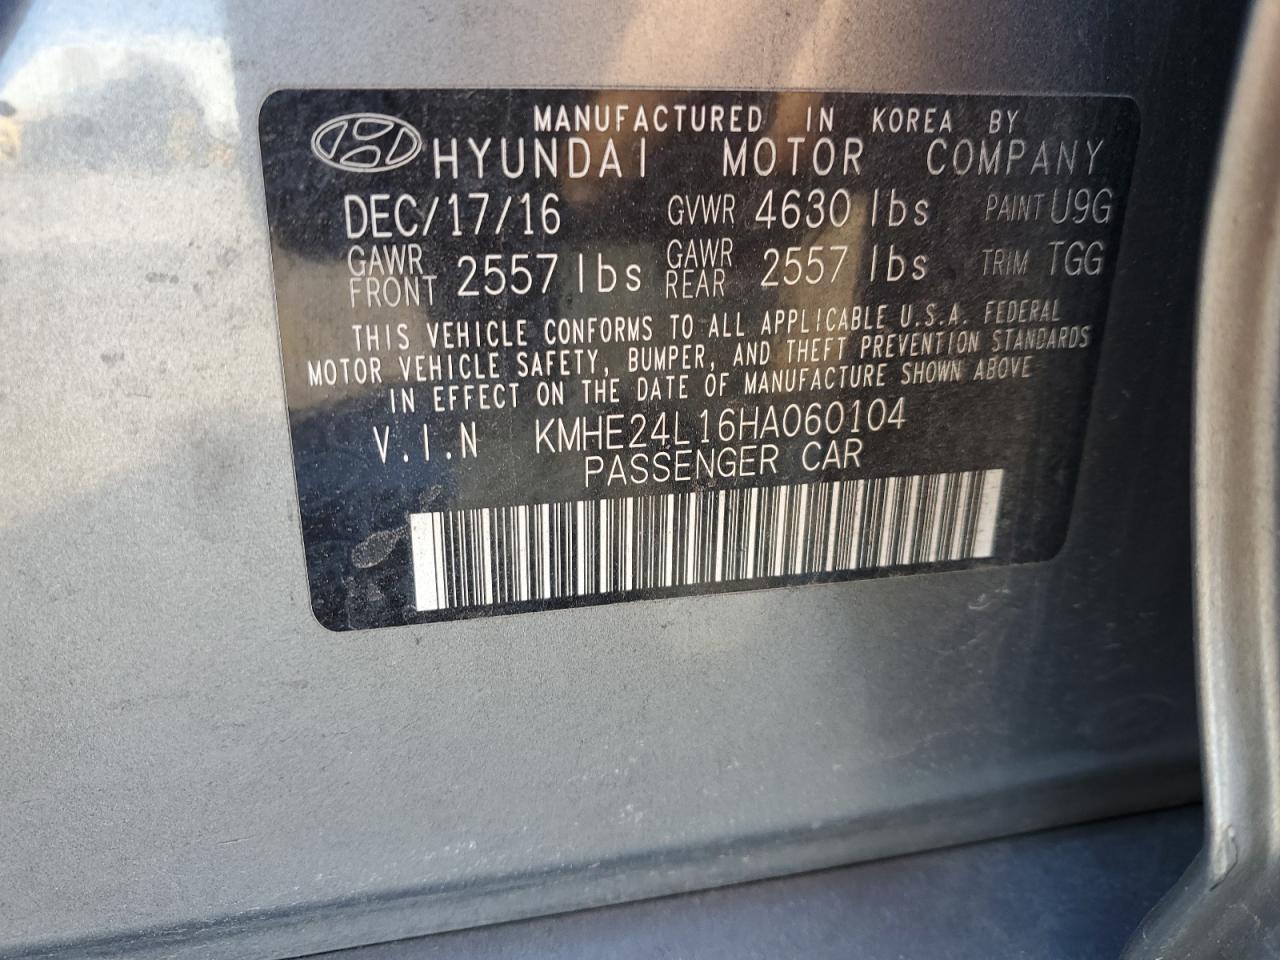 MANUFACTURED IN KOREA BY
HYUNDAI MOTOR COMPANY
DEC/17/16 GVWR 4630 lbs PAINT U9G
GAWR FRONT 2557 lbs GAWR REAR 2557 lbs TRIM TGG
THIS VEHICLE CONFORMS TO ALL APPLICABLE U.S.A. FEDERAL
MOTOR VEHICLE SAFETY, BUMPER, AND THEFT PREVENTION STANDARDS
IN EFFECT ON THE DATE OF MANUFACTURE SHOWN ABOVE
V.I.N KMHE24L16HA060104
PASSENGER CAR